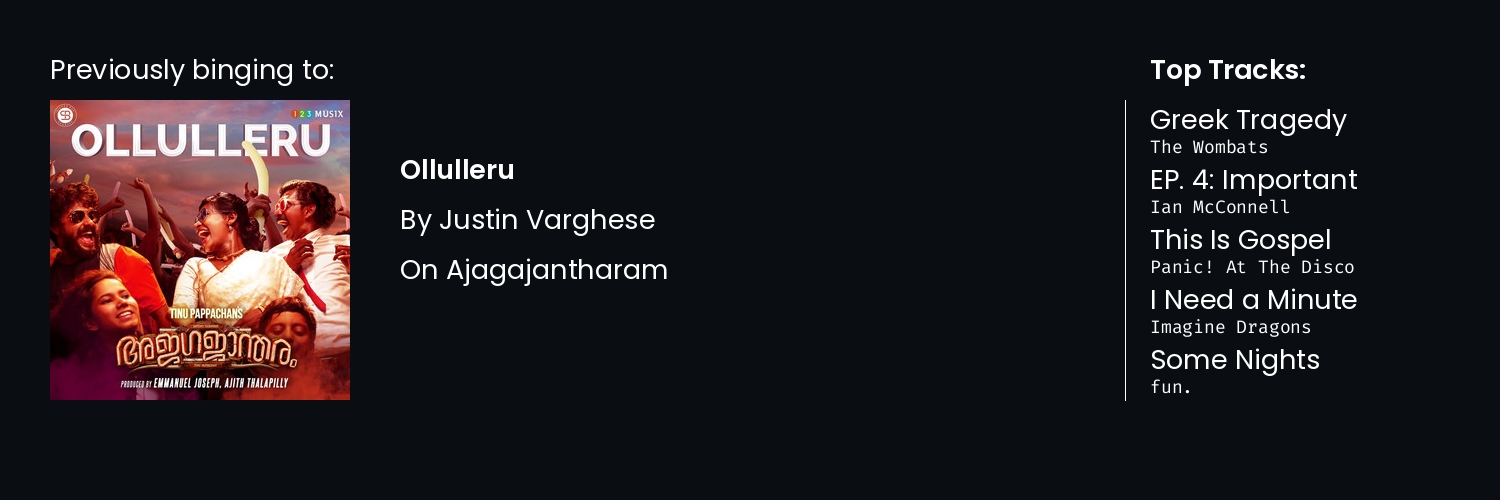 Previously binging to:
SB
123 MUSIX
OLLULLERU
TINU PAPPACHANS
അജഗജാന്തരം
PRODUCED BY EMMANUEL JOSEPH, AJITH THALAPILLY
Ollulleru
By Justin Varghese
On Ajagajantharam
Top Tracks:
Greek Tragedy
The Wombats
EP. 4: Important
Ian McConnell
This Is Gospel
Panic! At The Disco
I Need a Minute
Imagine Dragons
Some Nights
fun.